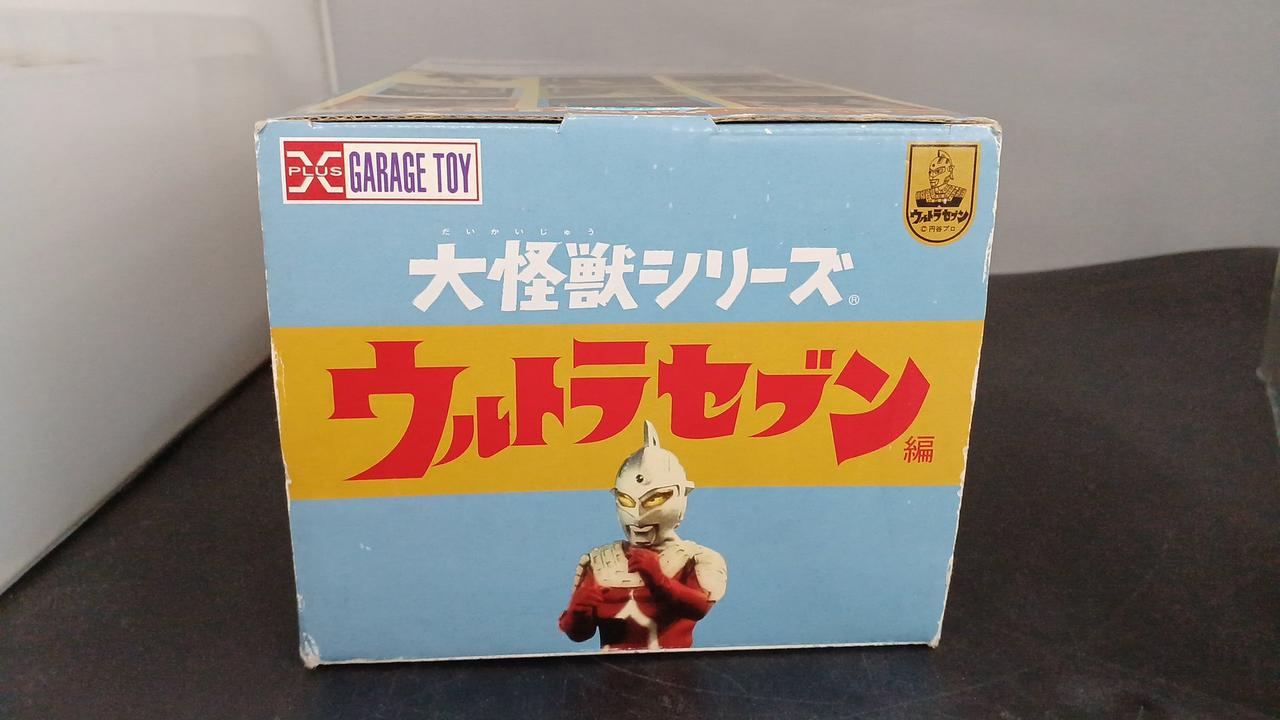 X PLUS GARAGE TOY
ウルトラセブン
© 円谷プロ
だいかいじゅう
大怪獣シリーズ®
ウルトラセブン編